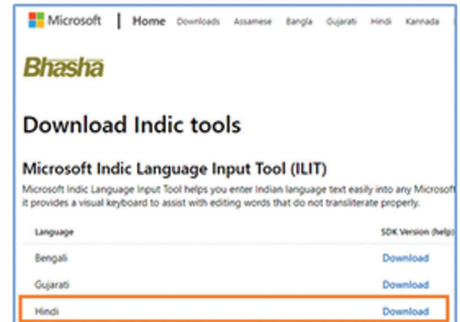 Microsoft | Home Downloads Assamese Bangla Gujarati Hindi Kannada
Bhasha
Download Indic tools
Microsoft Indic Language Input Tool (ILIT)
Microsoft Indic Language Input Tool helps you enter Indian language text easily into any Microsoft
it provides a visual keyboard to assist with editing words that do not transliterate properly.
Language SDK Version (help)
Bengali Download
Gujarati Download
Hindi Download